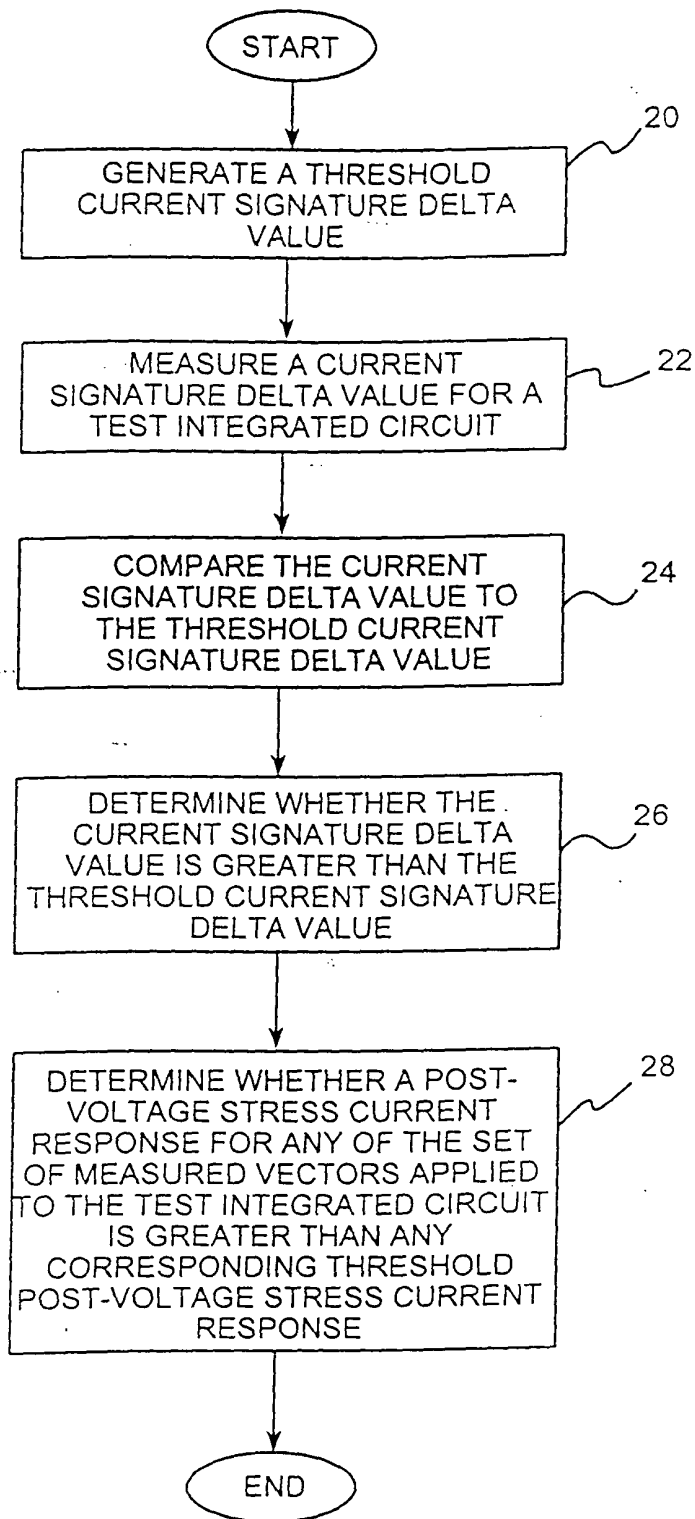 START
20
GENERATE A THRESHOLD
CURRENT SIGNATURE DELTA
VALUE
22
MEASURE A CURRENT
SIGNATURE DELTA VALUE FOR A
TEST INTEGRATED CIRCUIT
24
COMPARE THE CURRENT
SIGNATURE DELTA VALUE TO
THE THRESHOLD CURRENT
SIGNATURE DELTA VALUE
26
DETERMINE WHETHER THE
CURRENT SIGNATURE DELTA
VALUE IS GREATER THAN THE
THRESHOLD CURRENT SIGNATURE
DELTA VALUE
28
DETERMINE WHETHER A POST-
VOLTAGE STRESS CURRENT
RESPONSE FOR ANY OF THE SET
OF MEASURED VECTORS APPLIED
TO THE TEST INTEGRATED CIRCUIT
IS GREATER THAN ANY
CORRESPONDING THRESHOLD
POST-VOLTAGE STRESS CURRENT
RESPONSE
END